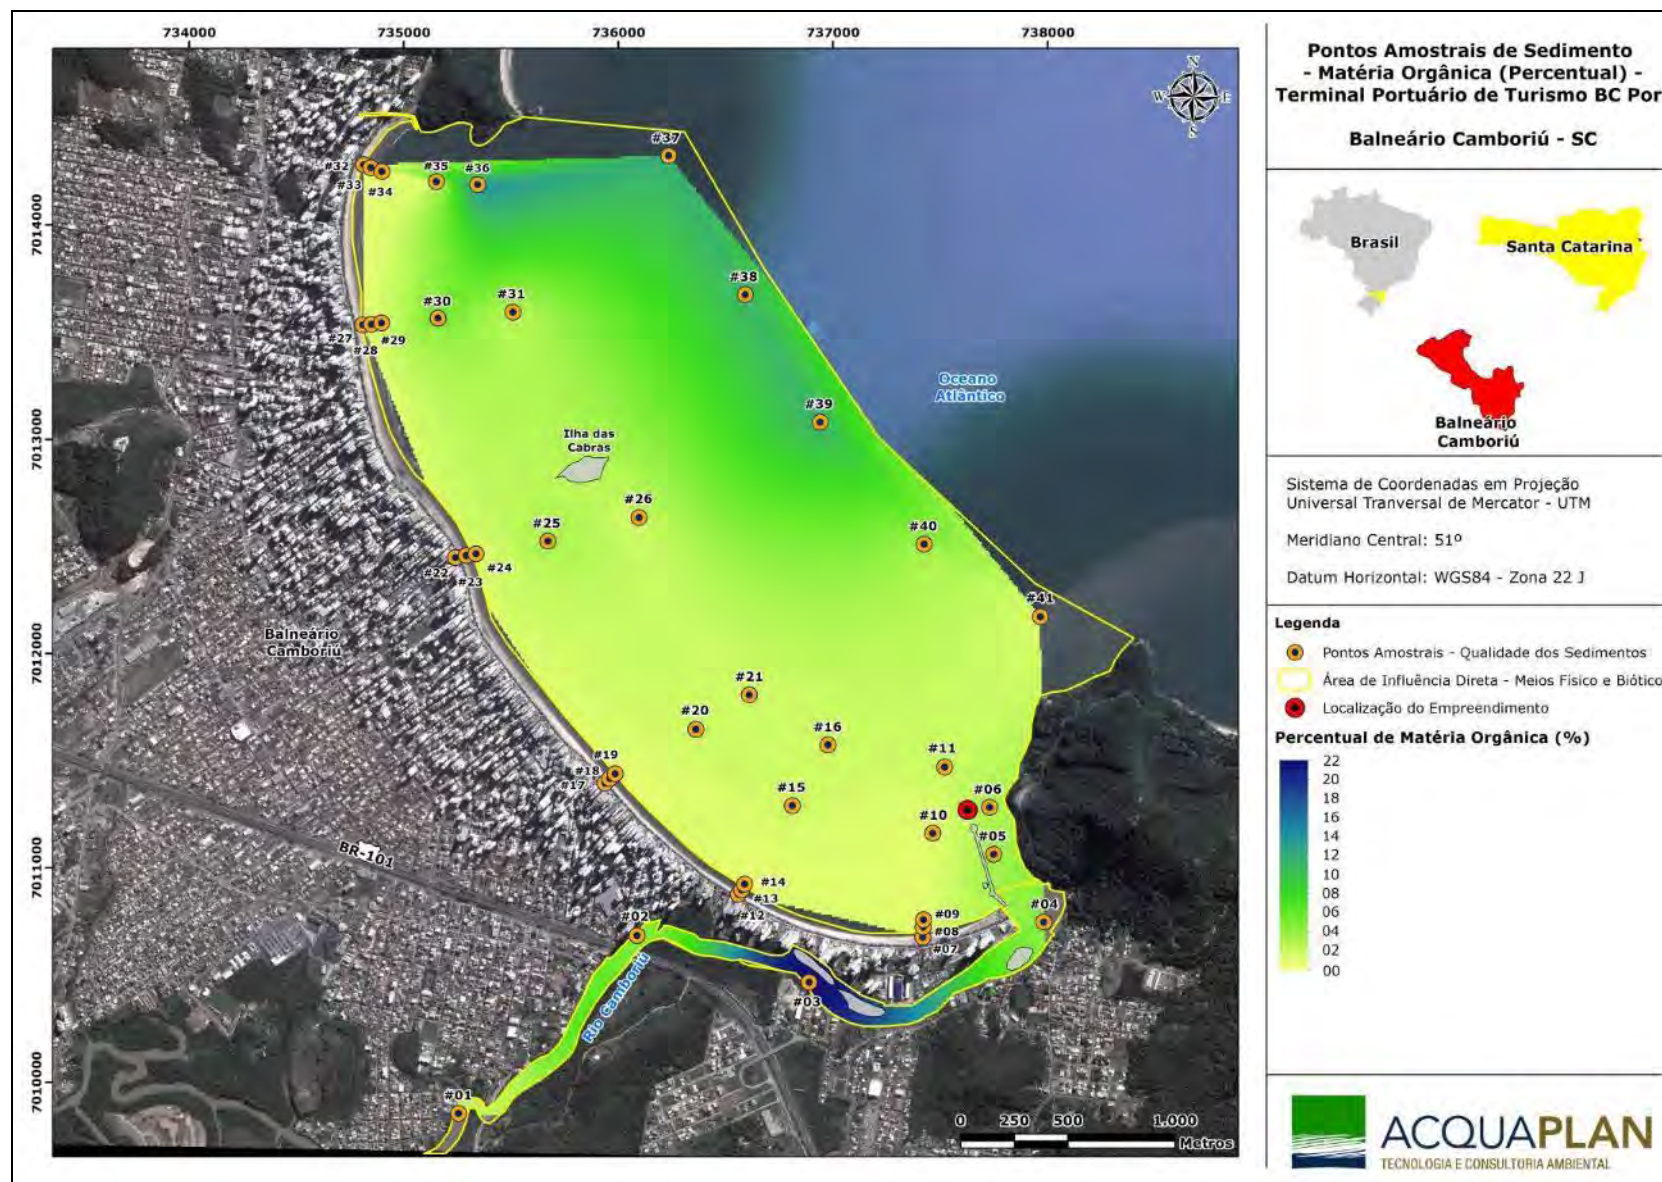 734000
735000
736000
737000
738000
7014000
7013000
7012000
7011000
7010000
N
W
E
S
#37
#32
#33
#34
#35
#36
#38
#30
#31
#27
#28
#29
Oceano
Atlântico
#39
Ilha das
Cabras
#26
#25
#40
#22
#23
#24
#41
Balneário
Camboriú
#21
#20
#16
#19
#18
#17
#11
#15
#06
#10
#05
BR-101
#14
#13
#12
#09
#08
#07
#04
#02
Rio Camboriú
#03
#01
0 250 500 1.000
Metros
Pontos Amostrais de Sedimento
- Matéria Orgânica (Percentual) -
Terminal Portuário de Turismo BC Por
Balneário Camboriú - SC
Brasil
Santa Catarina
Balneário
Camboriú
Sistema de Coordenadas em Projeção
Universal Tranversal de Mercator - UTM
Meridiano Central: 51º
Datum Horizontal: WGS84 - Zona 22 J
Legenda
Pontos Amostrais - Qualidade dos Sedimentos
Área de Influência Direta - Meios Físico e Biótico
Localização do Empreendimento
Percentual de Matéria Orgânica (%)
22
20
18
16
14
12
10
08
06
04
02
00
ACQUAPLAN
TECNOLOGIA E CONSULTORIA AMBIENTAL